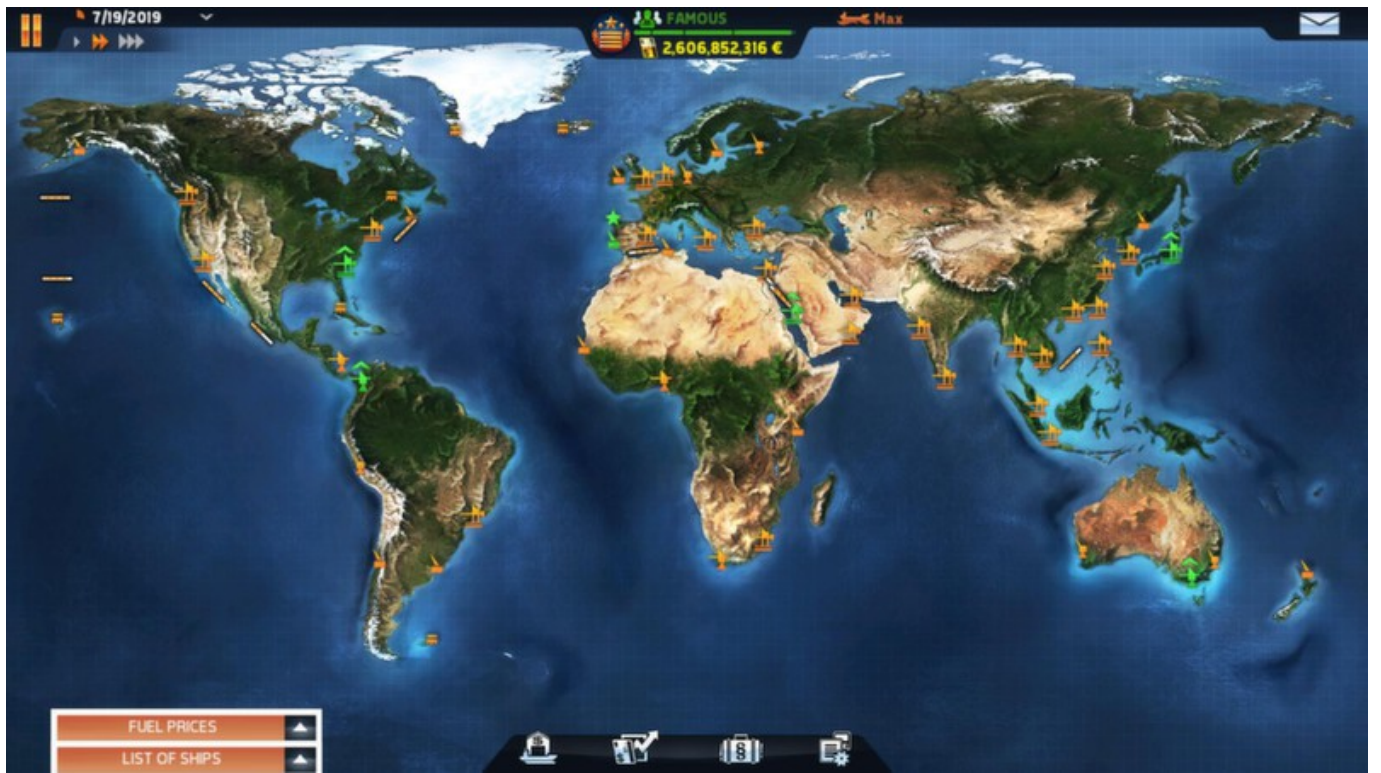 7/19/2019
FAMOUS
2,606,852,316 €
Max
FUEL PRICES
LIST OF SHIPS